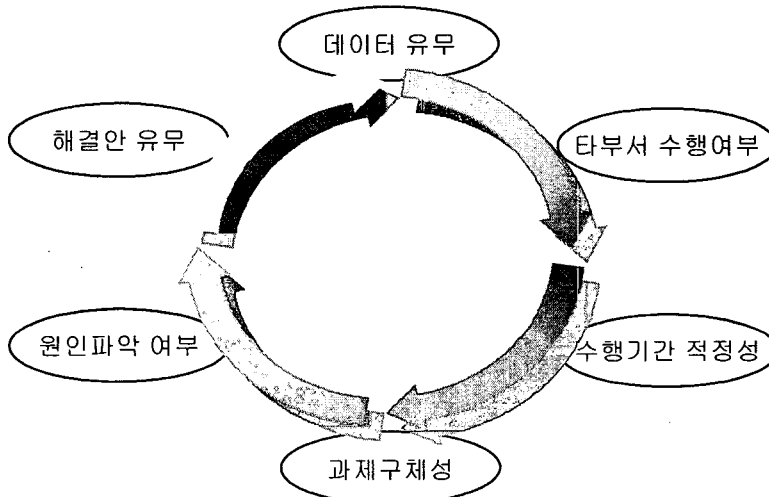 데이터 유무
해결안 유무
타부서 수행여부
원인파악 여부
수행기간 적정성
과제구체성